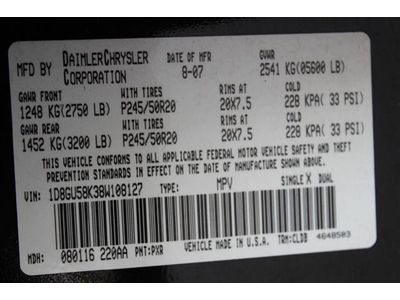 MFD BY DAIMLERCHRYSLER CORPORATION DATE OF MFR 8-07 GVWR 2541 KG(05600 LB)
GAWR FRONT WITH TIRES RIMS AT COLD
1248 KG(2750 LB) P245/50R20 20X7.5 228 KPA( 33 PSI)
GAWR REAR WITH TIRES RIMS AT COLD
1452 KG(3200 LB) P245/50R20 20X7.5 228 KPA( 33 PSI)
THIS VEHICLE CONFORMS TO ALL APPLICABLE FEDERAL MOTOR VEHICLE SAFETY, BUMPER, AND THEFT
PREVENTION STANDARDS IN EFFECT ON THE DATE OF MANUFACTURE SHOWN ABOVE.
VIN: 1D8GU58K38W108127 TYPE: MPV SINGLE X DUAL
MDH: 080116 220AA PNT:PXR VEHICLE MADE IN U.S.A. TRM:CLDB 4648503